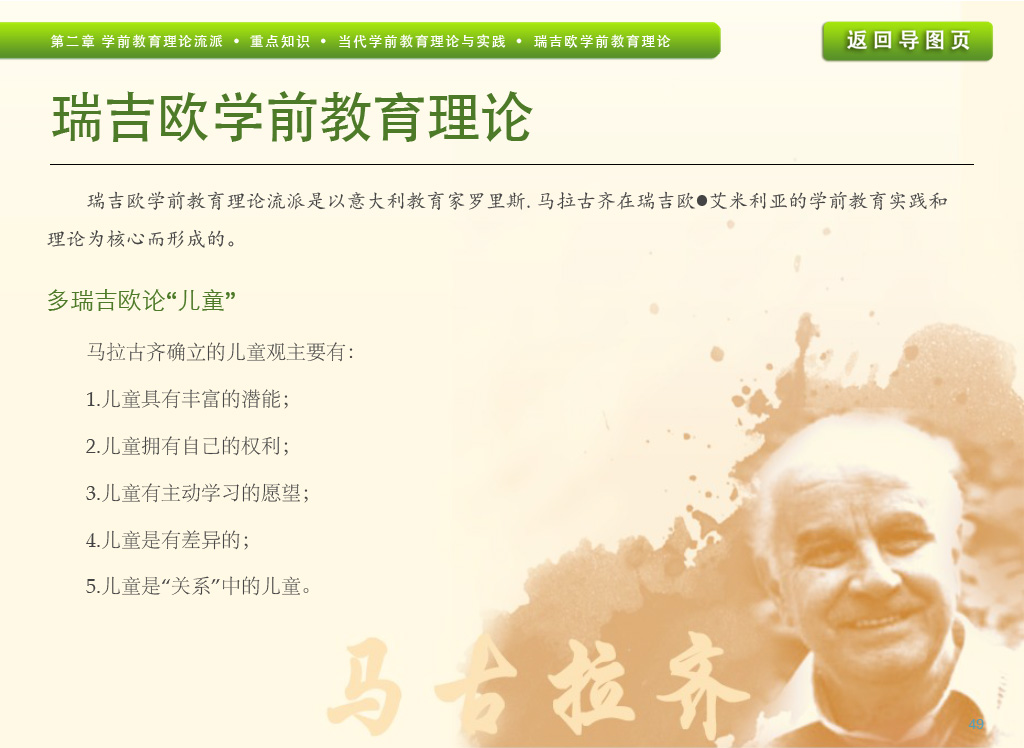 第二章 学前教育理论流派 • 重点知识 • 当代学前教育理论与实践 • 瑞吉欧学前教育理论
返回导图页
瑞吉欧学前教育理论
瑞吉欧学前教育理论流派是以意大利教育家罗里斯. 马拉古齐在瑞吉欧●艾米利亚的学前教育实践和
理论为核心而形成的。
多瑞吉欧论“儿童”
马拉古齐确立的儿童观主要有：
1.儿童具有丰富的潜能；
2.儿童拥有自己的权利；
3.儿童有主动学习的愿望；
4.儿童是有差异的；
5.儿童是“关系”中的儿童。
马古拉齐
49